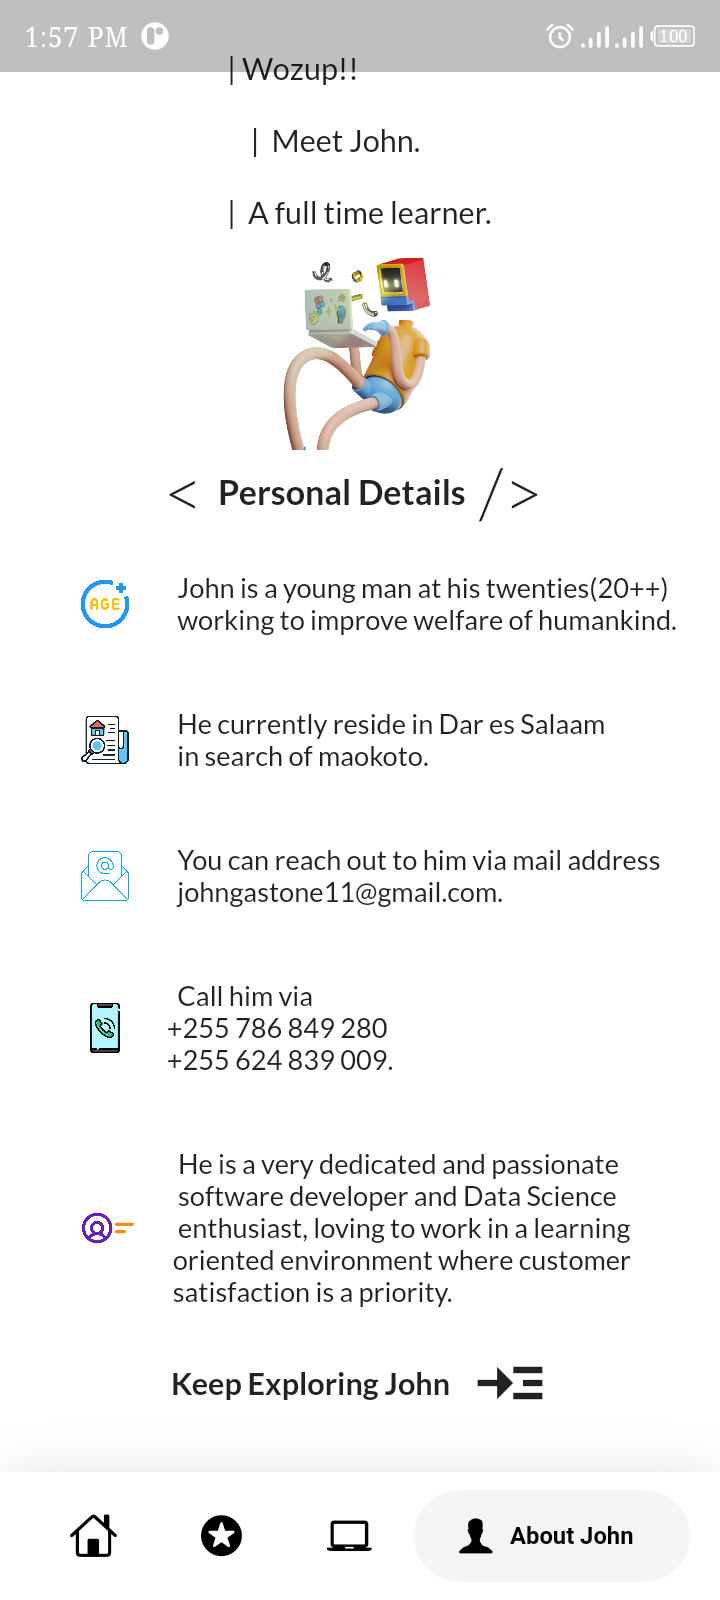 1:57 PM
100
| Wozup!!
| Meet John.
| A full time learner.
< Personal Details />
AGE
John is a young man at his twenties(20++)
working to improve welfare of humankind.
He currently reside in Dar es Salaam
in search of maokoto.
@
You can reach out to him via mail address
johngastone11@gmail.com.
Call him via
+255 786 849 280
+255 624 839 009.
He is a very dedicated and passionate
software developer and Data Science
enthusiast, loving to work in a learning
oriented environment where customer
satisfaction is a priority.
Keep Exploring John
About John